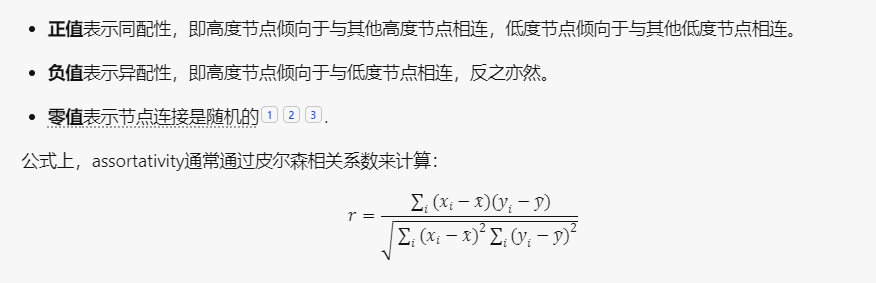 • 正值表示同配性，即高度节点倾向于与其他高度节点相连，低度节点倾向于与其他低度节点相连。
• 负值表示异配性，即高度节点倾向于与低度节点相连，反之亦然。
• 零值表示节点连接是随机的 1 2 3 .
公式上，assortativity通常通过皮尔森相关系数来计算：
r = \frac{\sum_i (x_i - \bar{x})(y_i - \bar{y})}{\sqrt{\sum_i (x_i - \bar{x})^2 \sum_i (y_i - \bar{y})^2}}